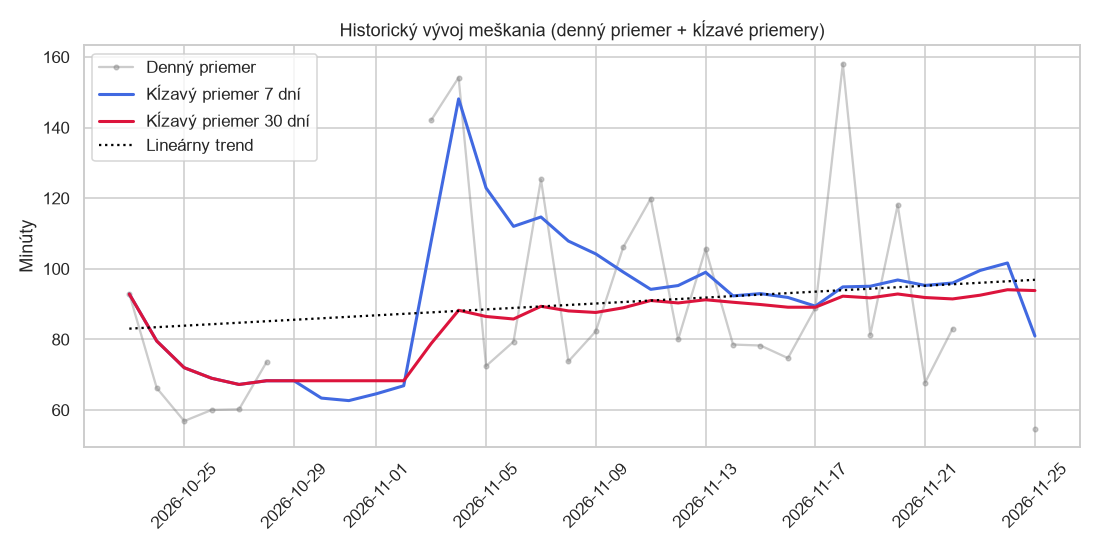 Historický vývoj meškania (denný priemer + kĺzavé priemery)
Denný priemer
Kĺzavý priemer 7 dní
Kĺzavý priemer 30 dní
Lineárny trend
Minúty
160
140
120
100
80
60
2026-10-25
2026-10-29
2026-11-01
2026-11-05
2026-11-09
2026-11-13
2026-11-17
2026-11-21
2026-11-25